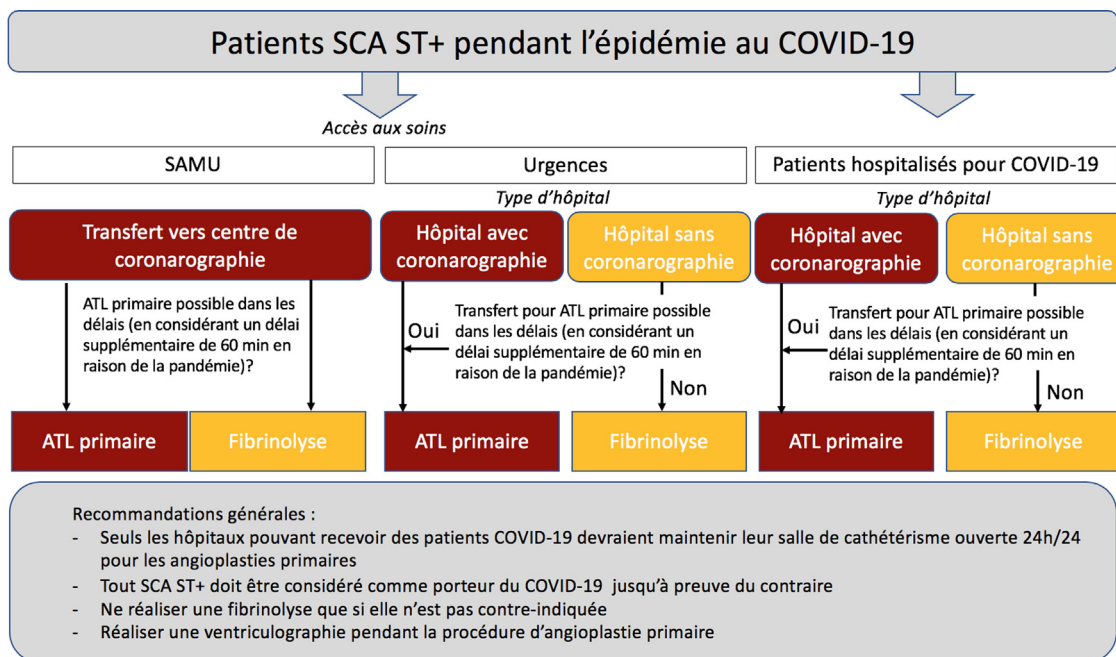 Patients SCA ST+ pendant l'épidémie au COVID-19
Accès aux soins
SAMU
Urgences
Patients hospitalisés pour COVID-19
Type d'hôpital
Type d'hôpital
Transfert vers centre de
coronarographie
Hôpital avec
coronarographie
Hôpital sans
coronarographie
Hôpital avec
coronarographie
Hôpital sans
coronarographie
ATL primaire possible dans les
délais (en considérant un délai
supplémentaire de 60 min en
raison de la pandémie)?
Oui
Transfert pour ATL primaire possible
dans les délais (en considérant un
délai supplémentaire de 60 min en
raison de la pandémie)?
Non
Oui
Transfert pour ATL primaire possible
dans les délais (en considérant un
délai supplémentaire de 60 min en
raison de la pandémie)?
Non
ATL primaire
Fibrinolyse
ATL primaire
Fibrinolyse
ATL primaire
Fibrinolyse
Recommandations générales :
- Seuls les hôpitaux pouvant recevoir des patients COVID-19 devraient maintenir leur salle de cathétérisme ouverte 24h/24
pour les angioplasties primaires
- Tout SCA ST+ doit être considéré comme porteur du COVID-19 jusqu'à preuve du contraire
- Ne réaliser une fibrinolyse que si elle n'est pas contre-indiquée
- Réaliser une ventriculographie pendant la procédure d'angioplastie primaire